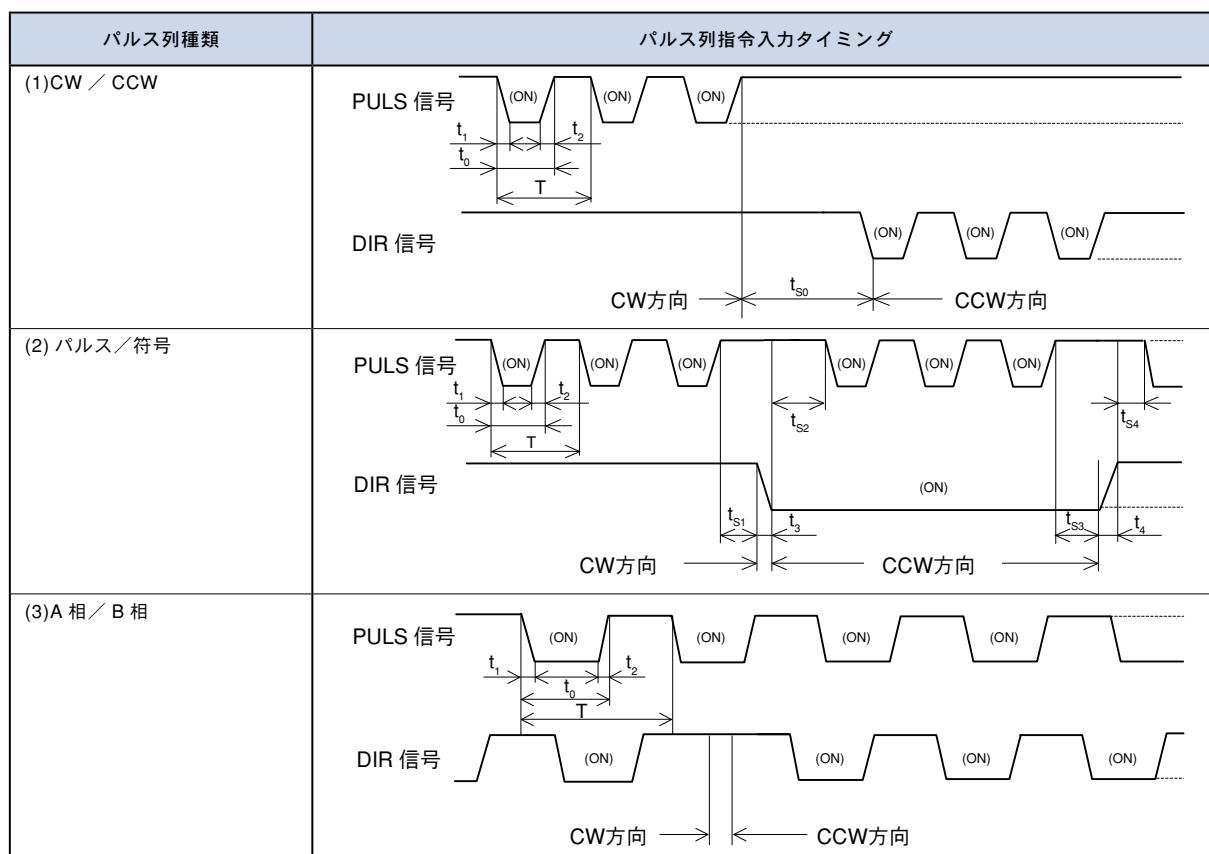 パルス列種類
パルス列指令入力タイミング
(1)CW ／ CCW
PULS 信号
(ON) (ON) (ON)
t1 t2
t0
T
DIR 信号
(ON) (ON) (ON)
CW方向 tS0 CCW方向
(2) パルス／符号
PULS 信号
(ON) (ON) (ON) (ON) (ON) (ON)
t1 t2
t0 tS2 tS4
T
DIR 信号
(ON)
tS1 t3 tS3 t4
CW方向 CCW方向
(3)A 相／ B 相
PULS 信号
(ON) (ON) (ON) (ON)
t1 t2
t0
T
DIR 信号
(ON) (ON) (ON) (ON)
CW方向 CCW方向